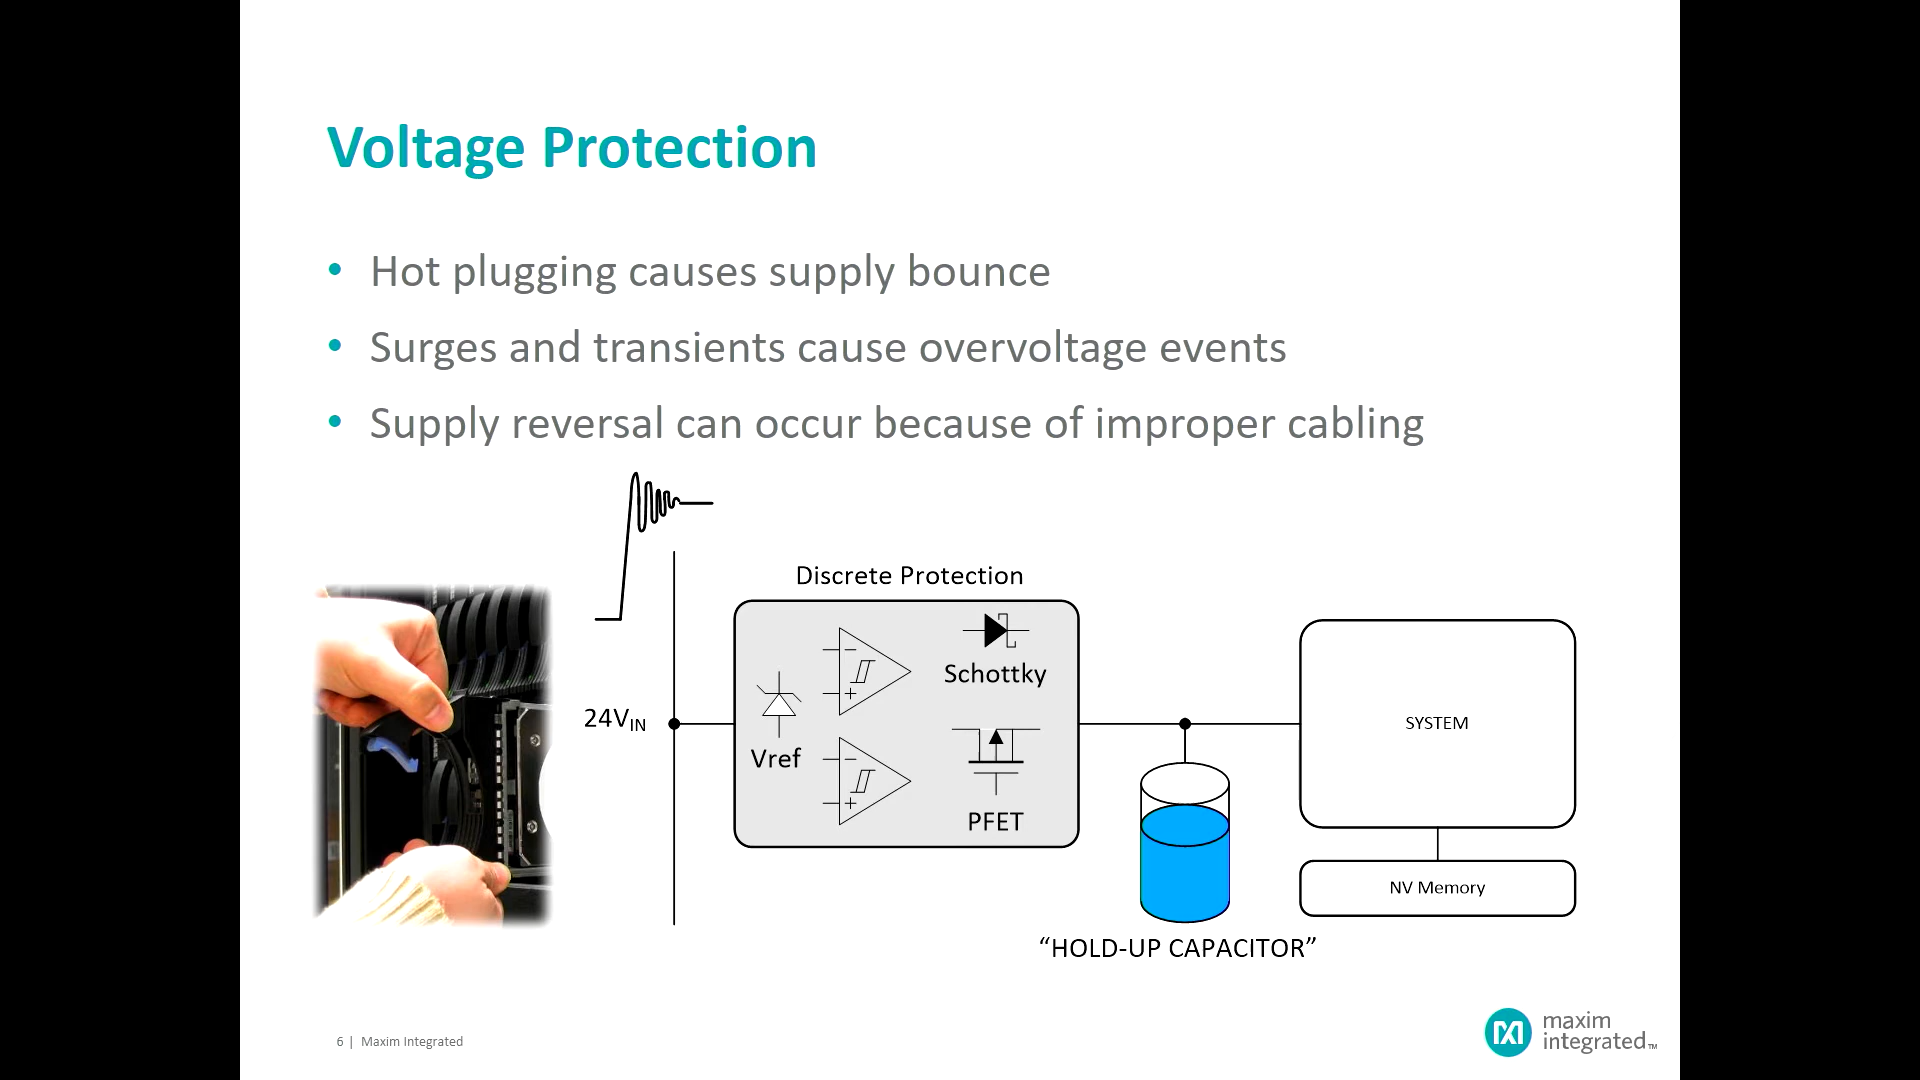 Voltage Protection
• Hot plugging causes supply bounce
• Surges and transients cause overvoltage events
• Supply reversal can occur because of improper cabling
Discrete Protection
Schottky
24VIN
Vref
PFET
SYSTEM
NV Memory
“HOLD-UP CAPACITOR”
6 | Maxim Integrated
maxim
integrated™